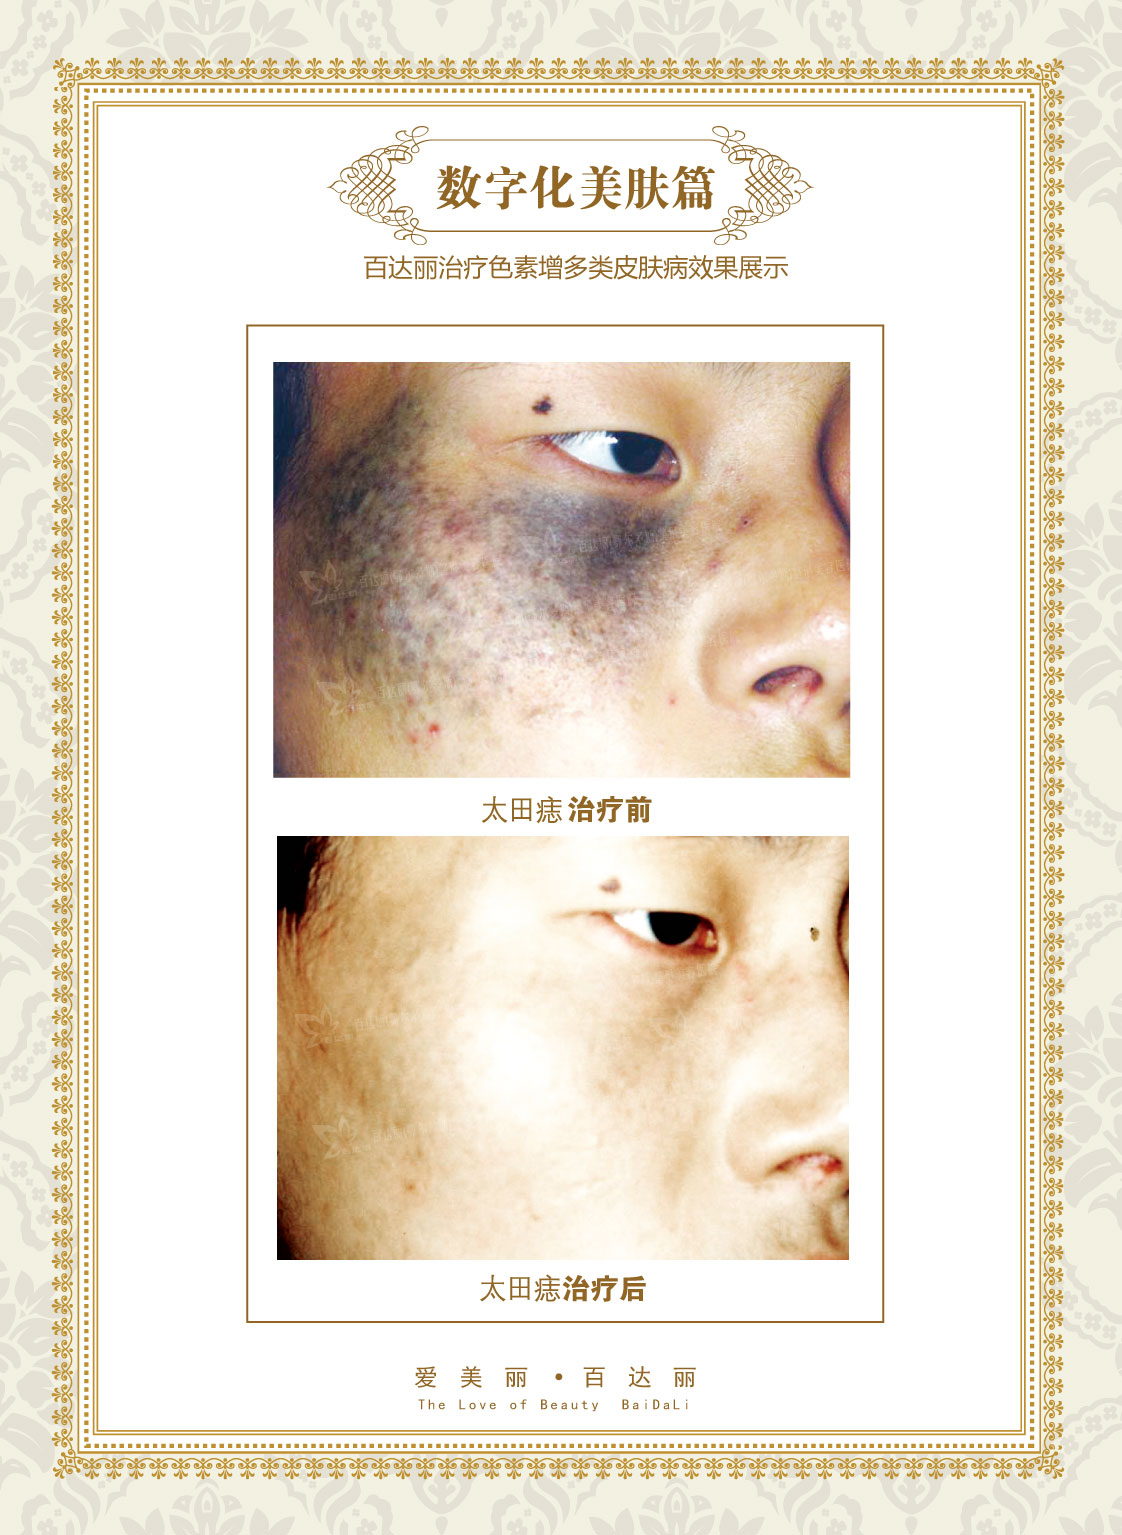 数字化美肤篇
百达丽治疗色素增多类皮肤病效果展示
太田痣 治疗前
太田痣治疗后
爱美丽·百达丽
The Love of Beauty BaiDaLi